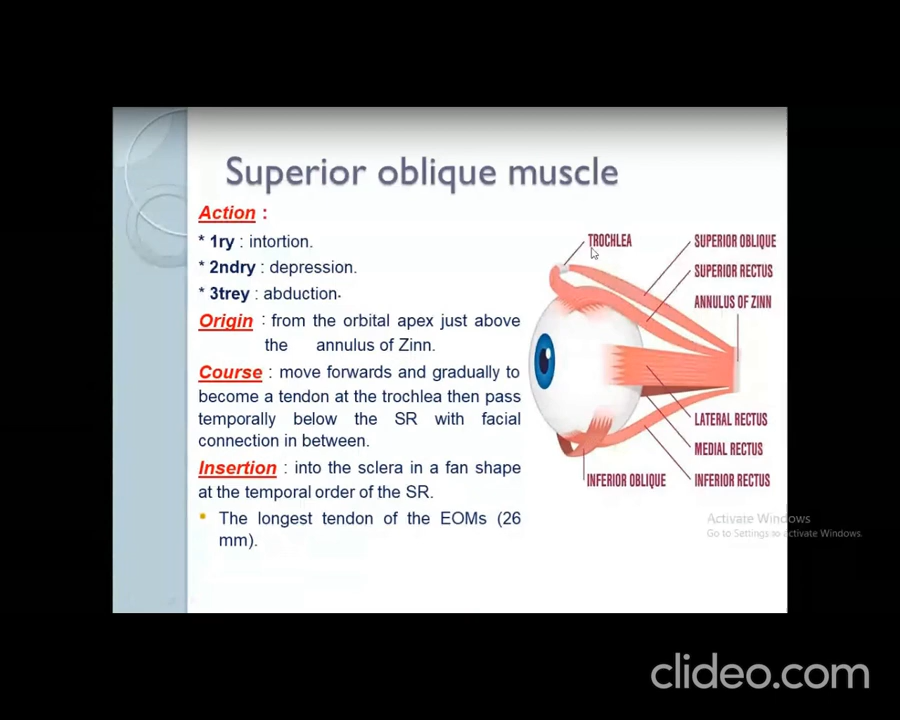 Superior oblique muscle
Action :
* 1ry : intortion.
* 2ndry : depression.
* 3trey : abduction.
Origin : from the orbital apex just above
the annulus of Zinn.
Course : move forwards and gradually to
become a tendon at the trochlea then pass
temporally below the SR with facial
connection in between.
Insertion : into the sclera in a fan shape
at the temporal order of the SR.
• The longest tendon of the EOMs (26
mm).
TROCHLEA
SUPERIOR OBLIQUE
SUPERIOR RECTUS
ANNULUS OF ZINN
LATERAL RECTUS
MEDIAL RECTUS
INFERIOR OBLIQUE
INFERIOR RECTUS
Activate Windows
Go to Settings to activate Windows.
clideo.com